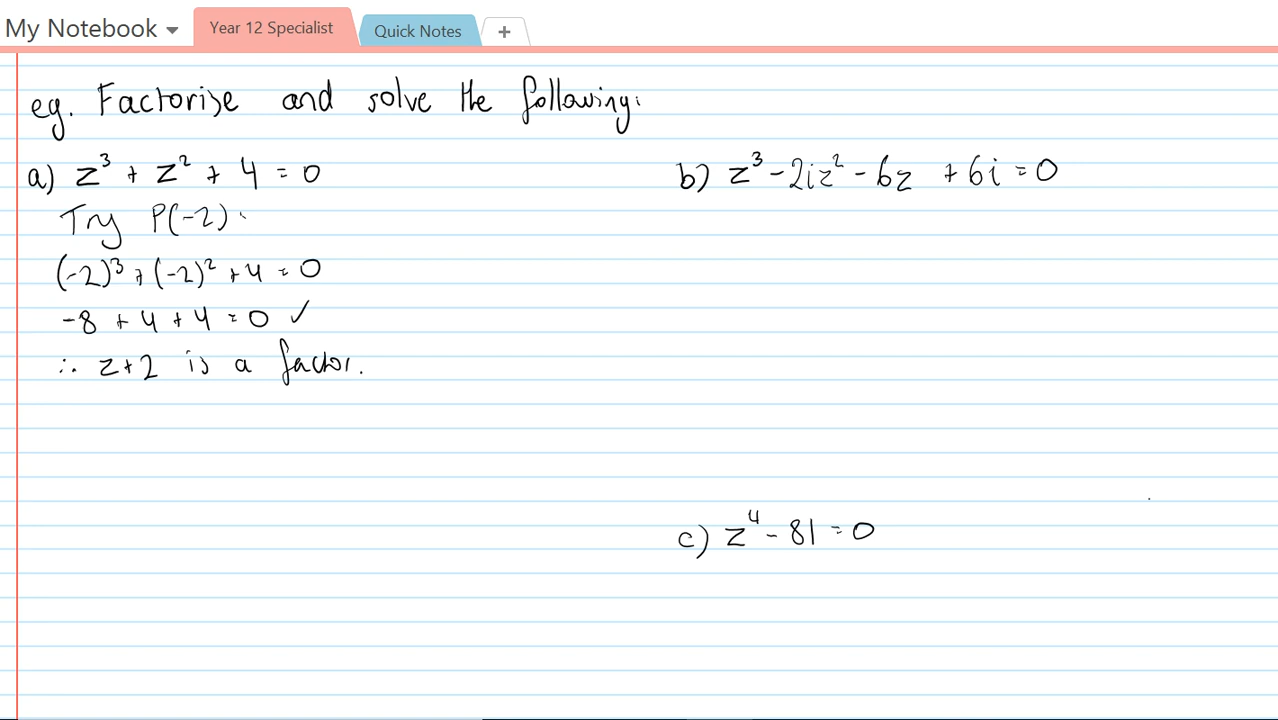 My Notebook
Year 12 Specialist
Quick Notes
+
eg. Factorise and solve the following:
a) z³ + z² + 4 = 0
Try P(-2):
(-2)³ + (-2)² + 4 = 0
-8 + 4 + 4 = 0 ✓
∴ z+2 is a factor.
b) z³ - 2iz² - 6z + 6i = 0
c) z⁴ - 81 = 0